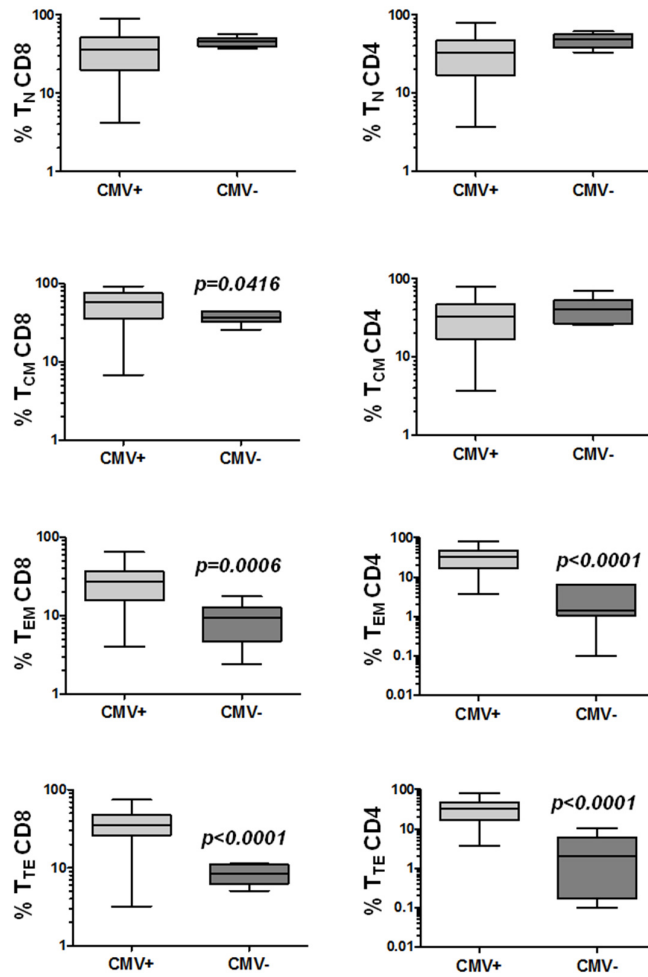 % TN CD8
100
10
1
CMV+ CMV-
% TN CD4
100
10
1
CMV+ CMV-
% TCM CD8
100
10
1
p=0.0416
CMV+ CMV-
% TCM CD4
100
10
1
CMV+ CMV-
% TEM CD8
100
10
1
p=0.0006
CMV+ CMV-
% TEM CD4
100
10
1
0.1
0.01
p<0.0001
CMV+ CMV-
% TTE CD8
100
10
1
p<0.0001
CMV+ CMV-
% TTE CD4
100
10
1
0.1
0.01
p<0.0001
CMV+ CMV-